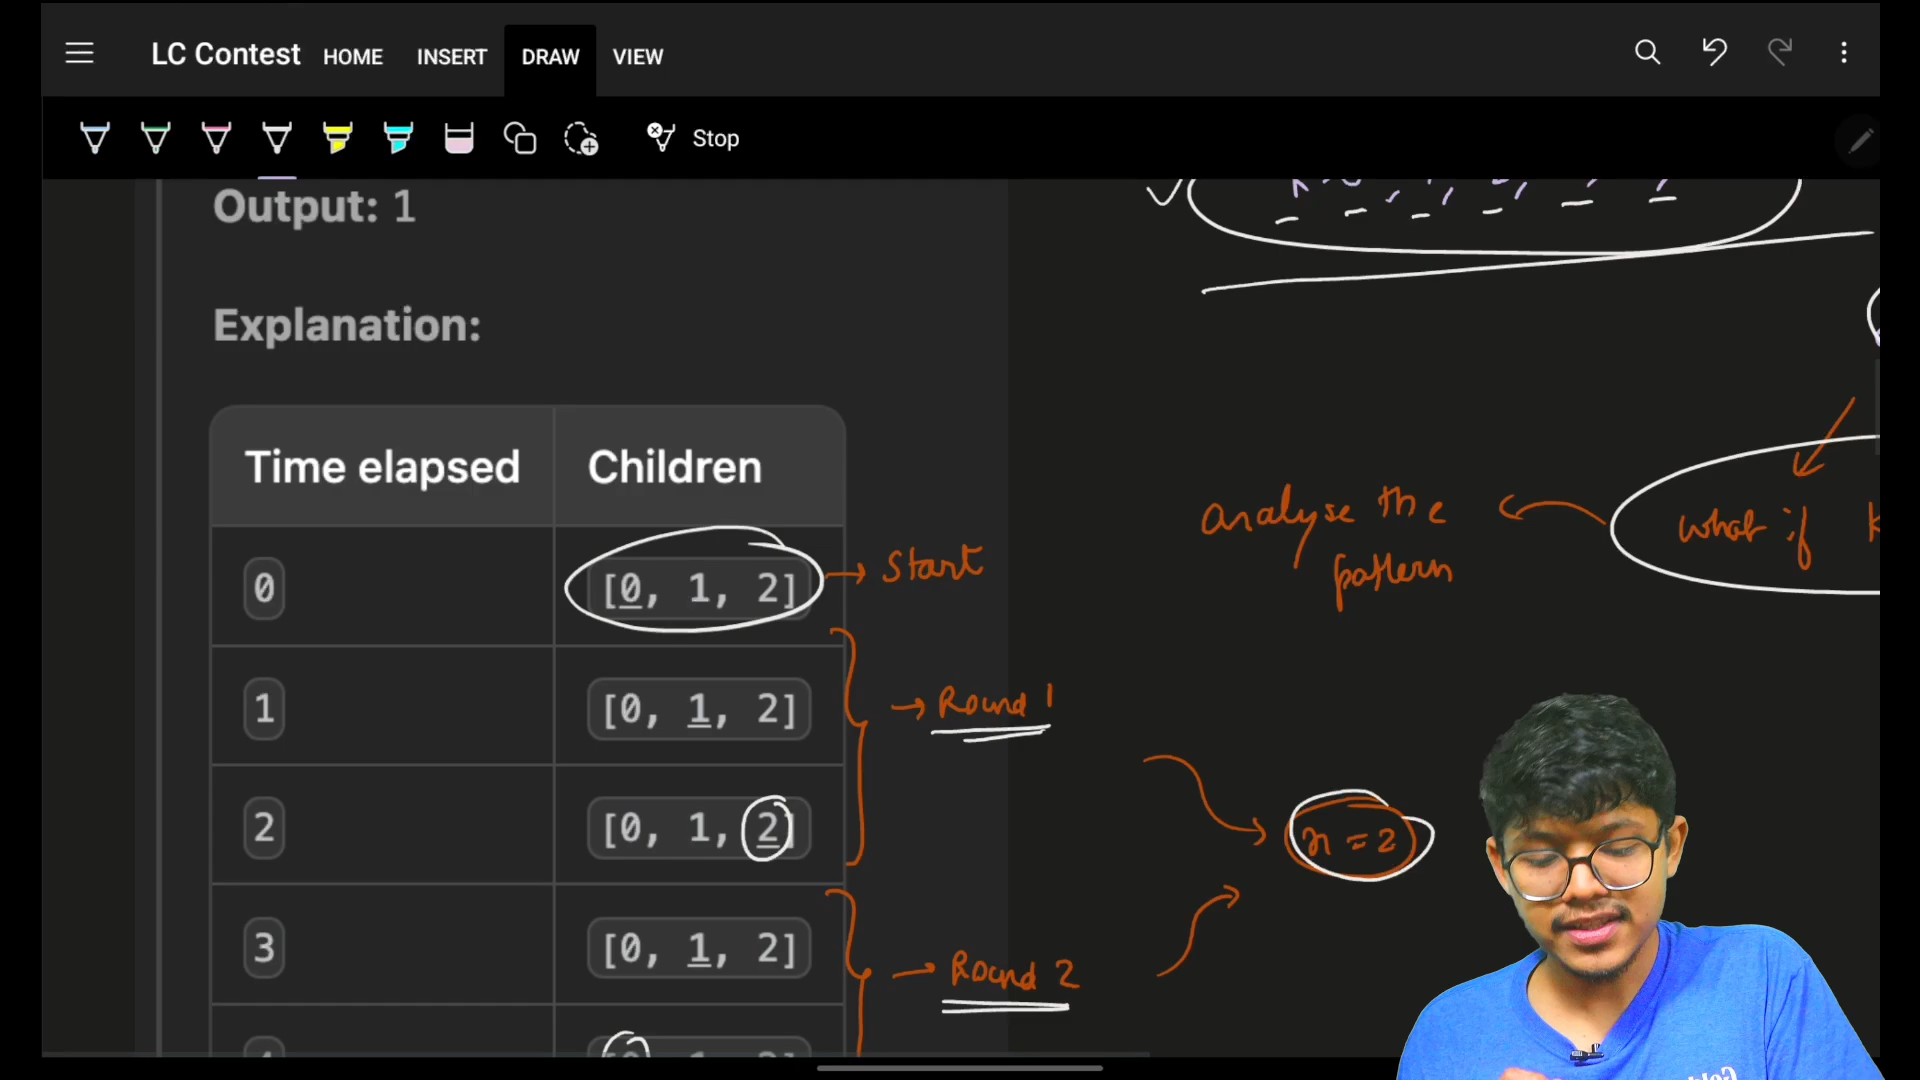 LC Contest HOME INSERT DRAW VIEW
Stop
Output: 1
Explanation:
Time elapsed Children
0 [0, 1, 2] → Start
1 [0, 1, 2] → Round 1
2 [0, 1, 2]
3 [0, 1, 2] → Round 2
analyse the
pattern
what if K
n = 2